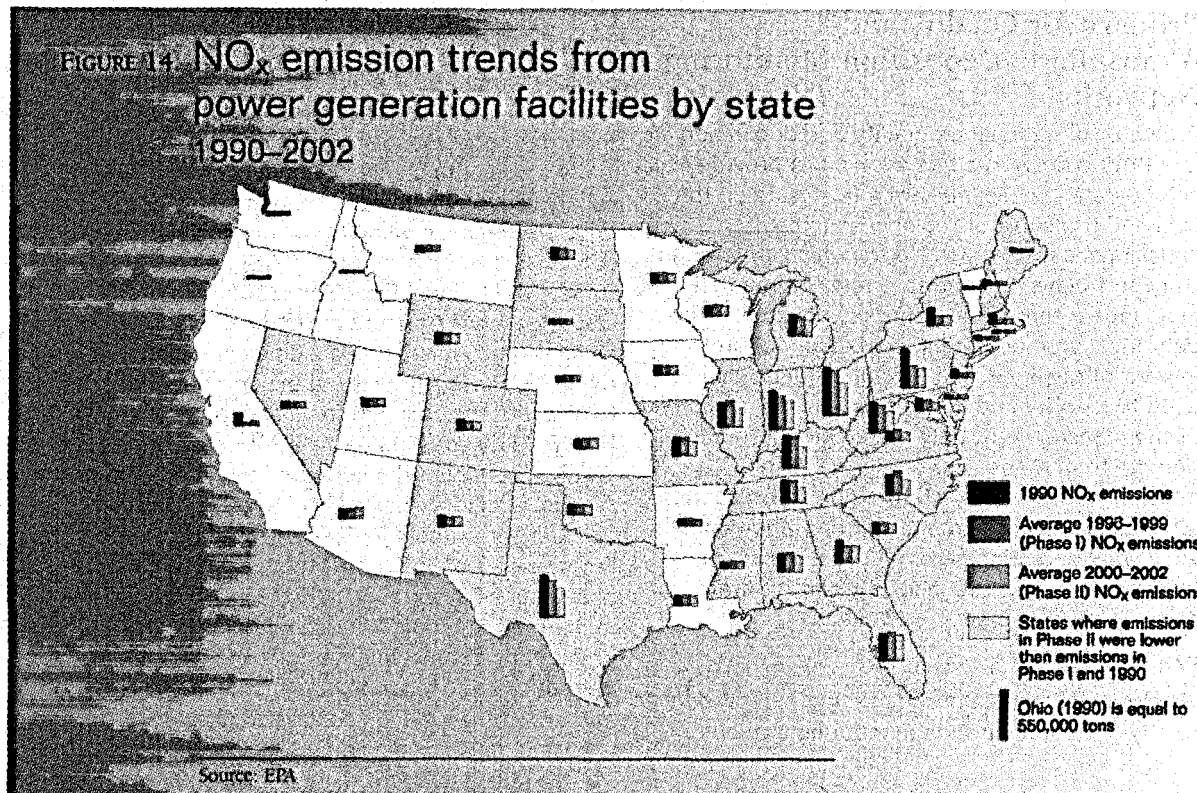 FIGURE 14. NOx emission trends from
power generation facilities by state
1990–2002
1990 NOx emissions
Average 1996–1999
(Phase I) NOx emissions
Average 2000–2002
(Phase II) NOx emissions
States where emissions
in Phase II were lower
than emissions in
Phase I and 1990
Ohio (1990) is equal to
550,000 tons
Source: EPA